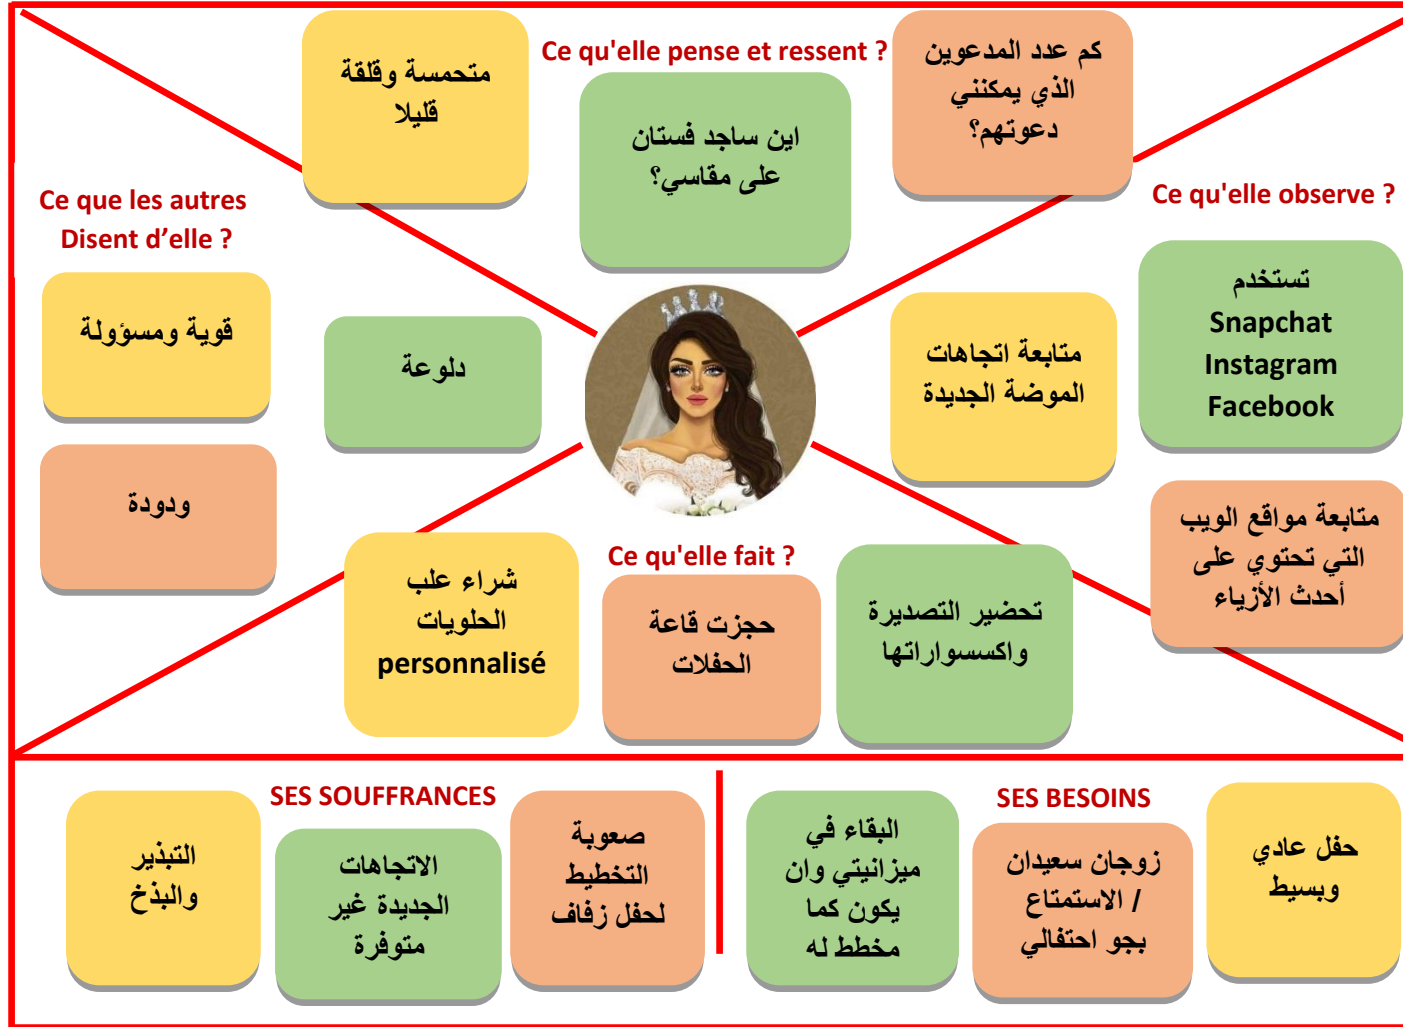 Ce qu'elle pense et ressent ?
متحمسة وقلقة
قليلا
اين ساجد فستان
على مقاسي؟
كم عدد المدعوين
الذي يمكنني
دعوتهم؟
Ce que les autres
Disent d’elle ?
قوية ومسؤولة
دلوعة
ودودة
Ce qu'elle observe ?
متابعة اتجاهات
الموضة الجديدة
تستخدم
Snapchat
Instagram
Facebook
متابعة مواقع الويب
التي تحتوي على
أحدث الأزياء
Ce qu'elle fait ?
شراء علب
الحلويات
personnalisé
حجزت قاعة
الحفلات
تحضير التصديرة
واكسسواراتها
SES SOUFFRANCES
التبذير
والبذخ
الاتجاهات
الجديدة غير
متوفرة
صعوبة
التخطيط
لحفل زفاف
SES BESOINS
البقاء في
ميزانيتي وان
يكون كما
مخطط له
زوجان سعيدان
/ الاستمتاع
بجو احتفالي
حفل عادي
وبسيط